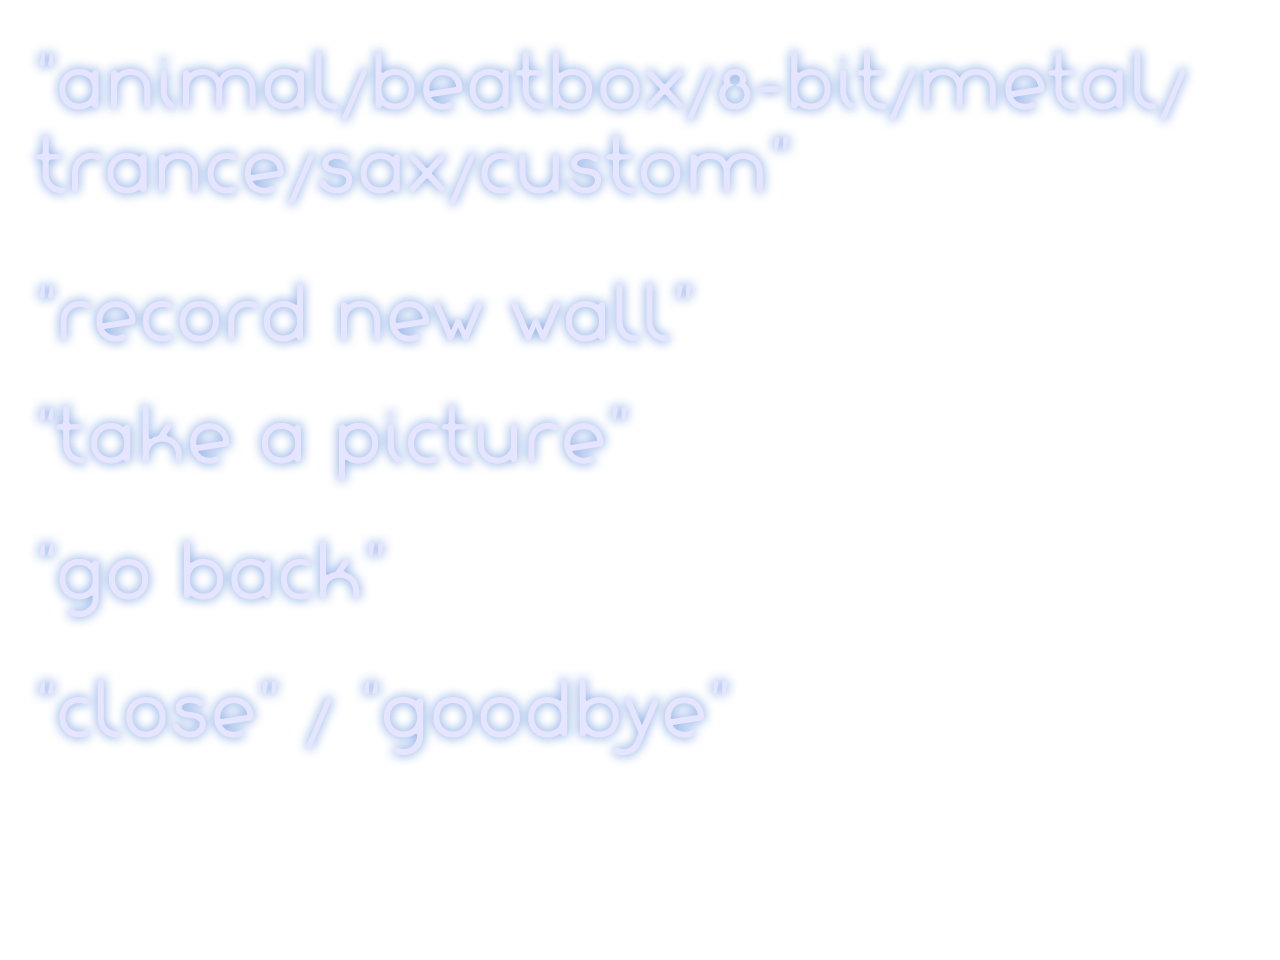 "animal/beatbox/8-bit/metal/
trance/sax/custom"
"record new wall"
"take a picture"
"go back"
"close" / "goodbye"